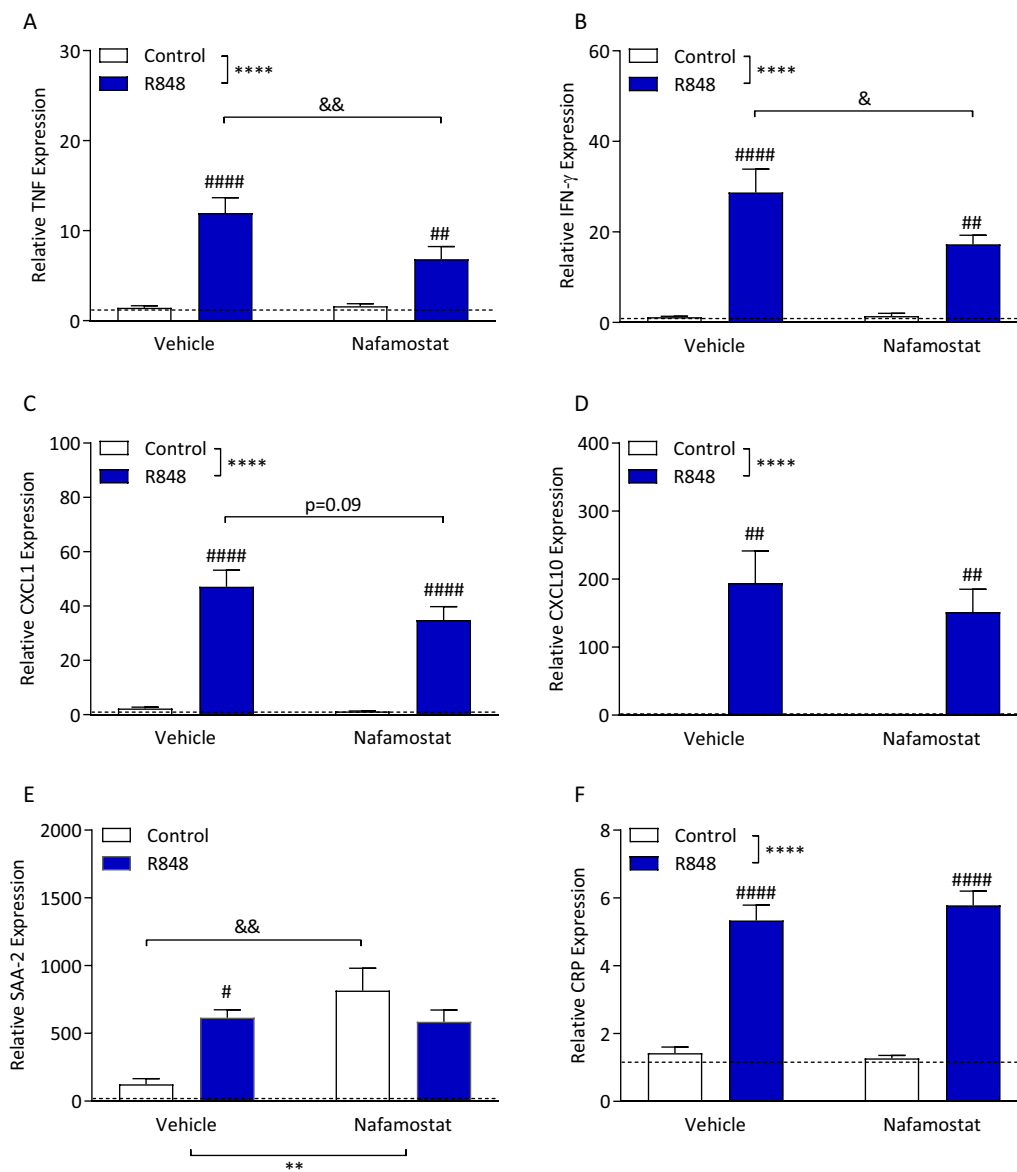 A
Relative TNF Expression
30
20
10
0
Control
R848
****
&&
####
##
Vehicle
Nafamostat
B
Relative IFN-γ Expression
60
40
20
0
Control
R848
****
&
####
##
Vehicle
Nafamostat
C
Relative CXCL1 Expression
100
80
60
40
20
0
Control
R848
****
p=0.09
####
####
Vehicle
Nafamostat
D
Relative CXCL10 Expression
400
300
200
100
0
Control
R848
****
##
##
Vehicle
Nafamostat
E
Relative SAA-2 Expression
2000
1500
1000
500
0
Control
R848
&&
#
Vehicle
Nafamostat
**
F
Relative CRP Expression
8
6
4
2
0
Control
R848
****
####
####
Vehicle
Nafamostat